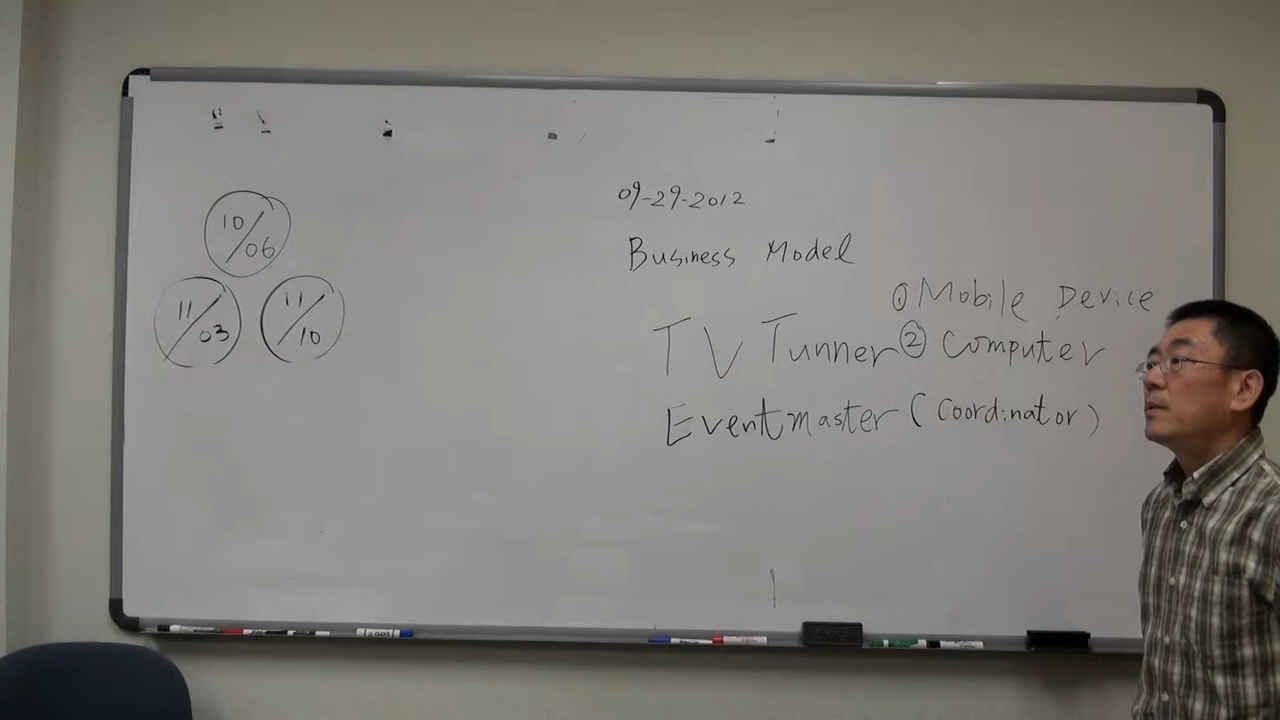 10/06
11/03
11/10
09-29-2012
Business Model
① Mobile Device
TV Tunner ② Computer
Eventmaster (Coordinator)